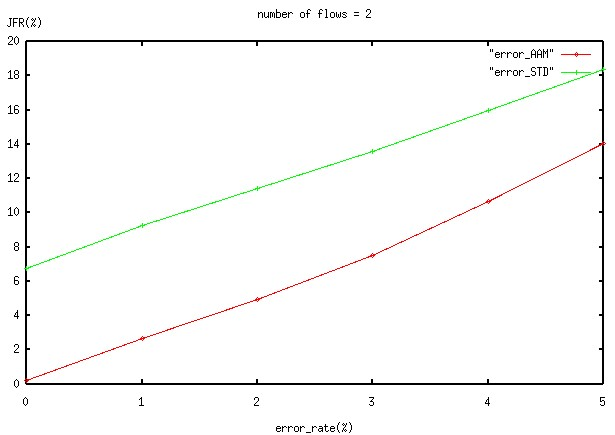 number of flows = 2
JFR(%)
20
18
16
14
12
10
8
6
4
2
0
"error_AAM"
"error_STD"
0 1 2 3 4 5
error_rate(%)